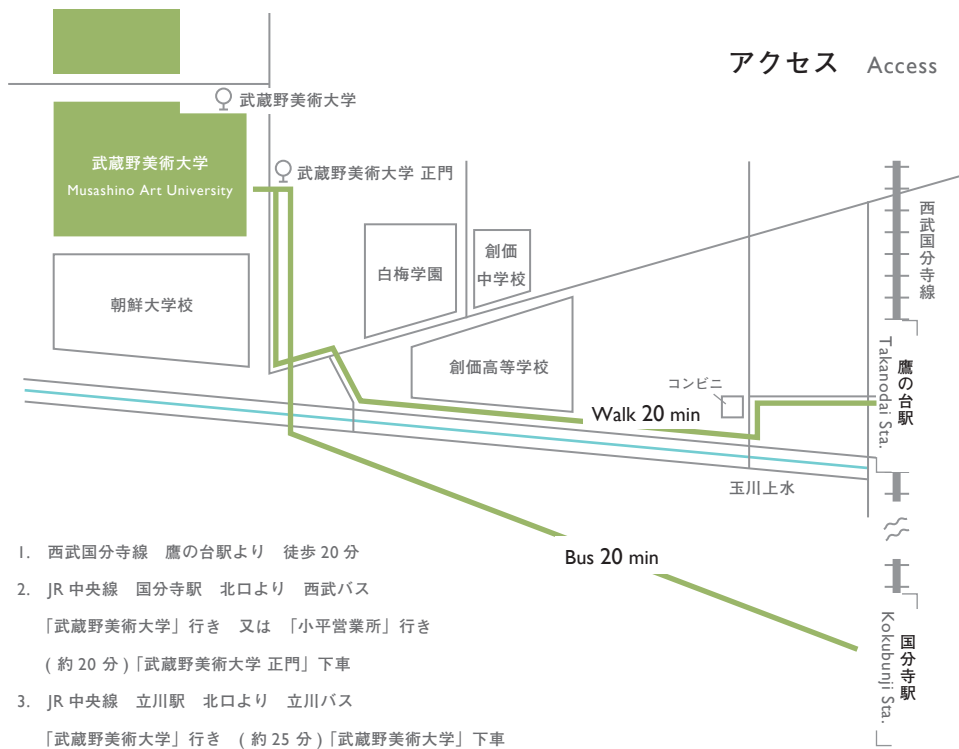 アクセス Access
武蔵野美術大学
武蔵野美術大学
Musashino Art University
武蔵野美術大学 正門
西武国分寺線
白梅学園
創価
中学校
朝鮮大学校
創価高等学校
コンビニ
鷹の台駅
Takanodai Sta.
Walk 20 min
玉川上水
Bus 20 min
国分寺駅
Kokubunji Sta.
1. 西武国分寺線 鷹の台駅より 徒歩 20 分
2. JR 中央線 国分寺駅 北口より 西武バス
「武蔵野美術大学」行き 又は 「小平営業所」行き
( 約 20 分 )「武蔵野美術大学 正門」下車
3. JR 中央線 立川駅 北口より 立川バス
「武蔵野美術大学」行き ( 約 25 分 )「武蔵野美術大学」下車